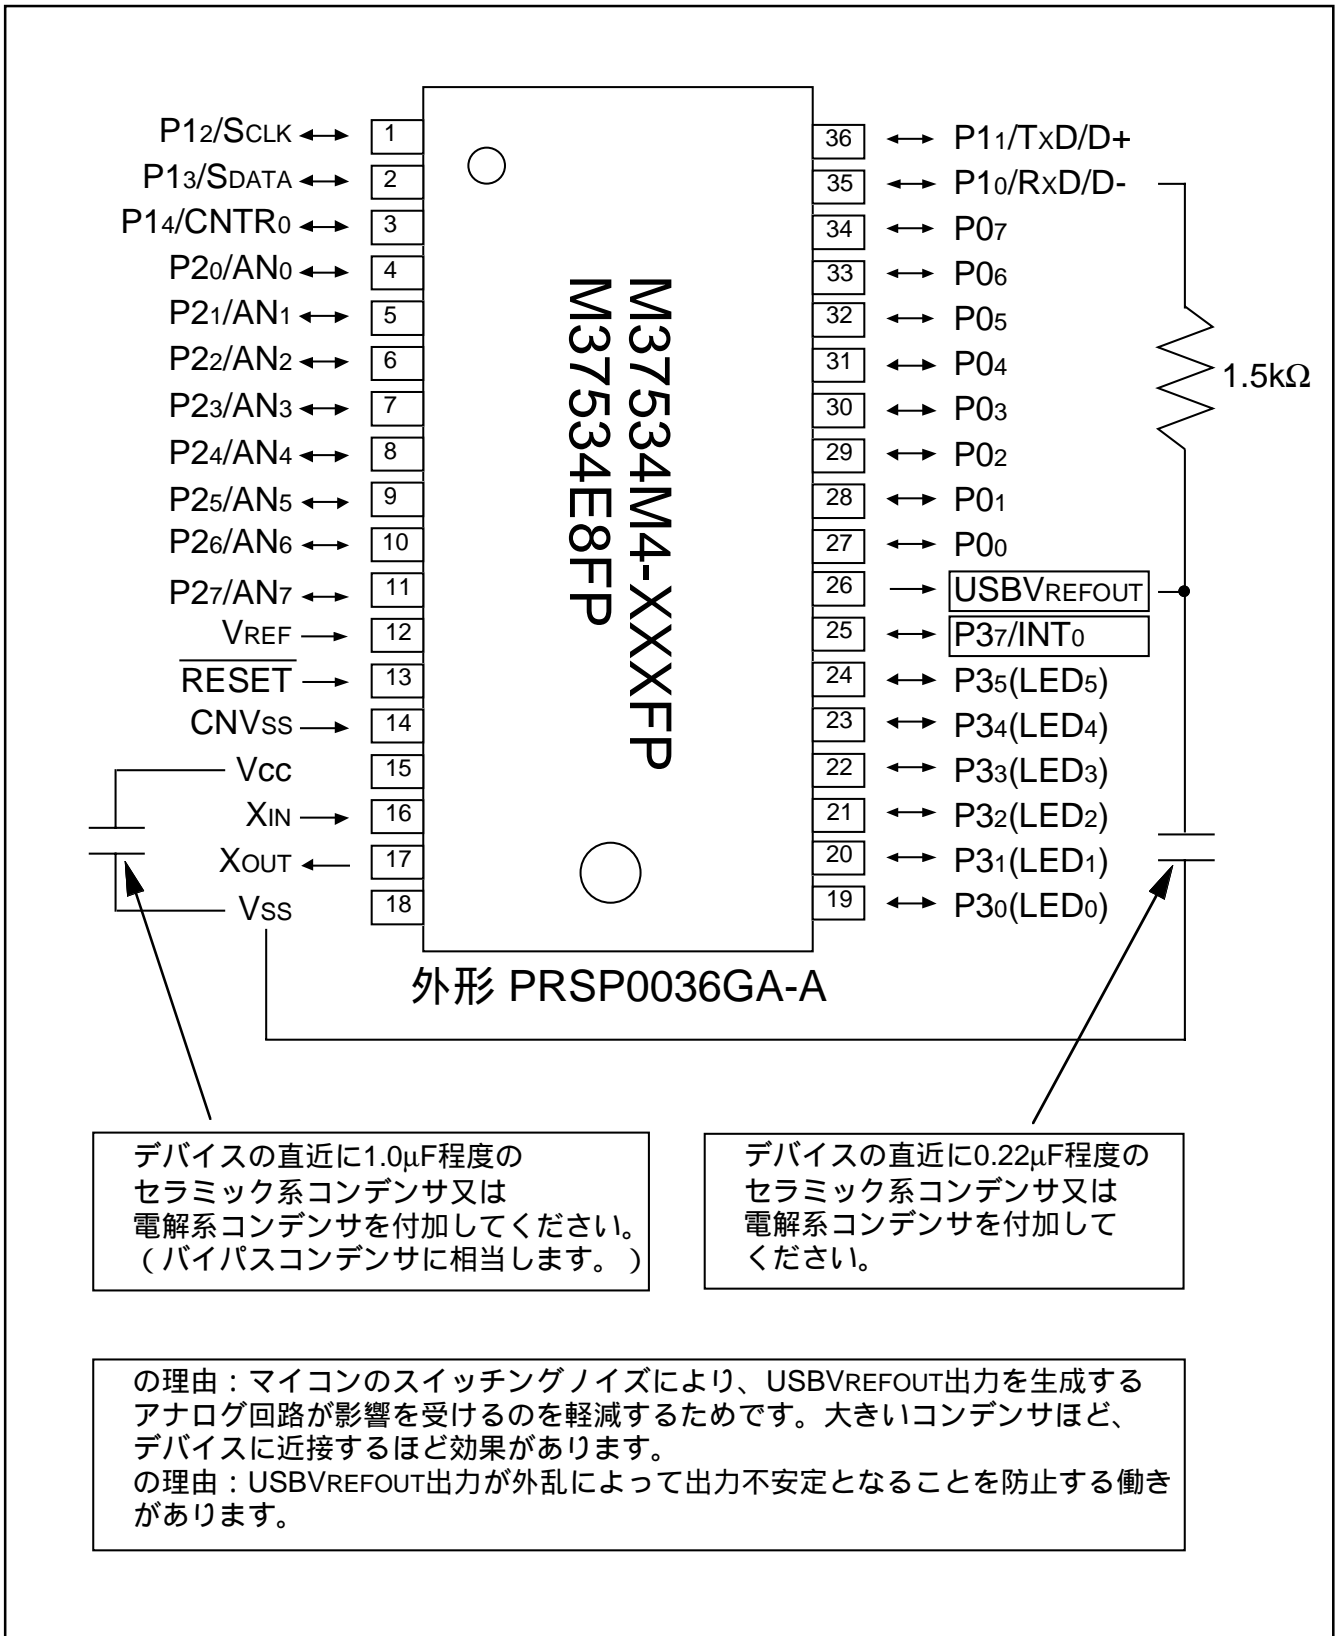 P12/SCLK
1
P13/SDATA
2
P14/CNTR0
3
P20/AN0
4
P21/AN1
5
P22/AN2
6
P23/AN3
7
P24/AN4
8
P25/AN5
9
P26/AN6
10
P27/AN7
11
VREF
12
RESET
13
CNVSS
14
Vcc
15
XIN
16
XOUT
17
VSS
18
M37534M4-XXXFP
M37534E8FP
36
P11/TXD/D+
35
P10/RXD/D-
34
P07
33
P06
32
P05
31
P04
30
P03
29
P02
28
P01
27
P00
26
USBVREFOUT
25
P37/INT0
24
P35(LED5)
23
P34(LED4)
22
P33(LED3)
21
P32(LED2)
20
P31(LED1)
19
P30(LED0)
1.5kΩ
外形 PRSP0036GA-A
デバイスの直近に1.0μF程度の
セラミック系コンデンサ又は
電解系コンデンサを付加してください。
(バイパスコンデンサに相当します。)
デバイスの直近に0.22μF程度の
セラミック系コンデンサ又は
電解系コンデンサを付加して
ください。
の理由:マイコンのスイッチングノイズにより、USBVREFOUT出力を生成する
アナログ回路が影響を受けるのを軽減するためです。大きいコンデンサほど、
デバイスに近接するほど効果があります。
の理由:USBVREFOUT出力が外乱によって出力不安定となることを防止する働き
があります。